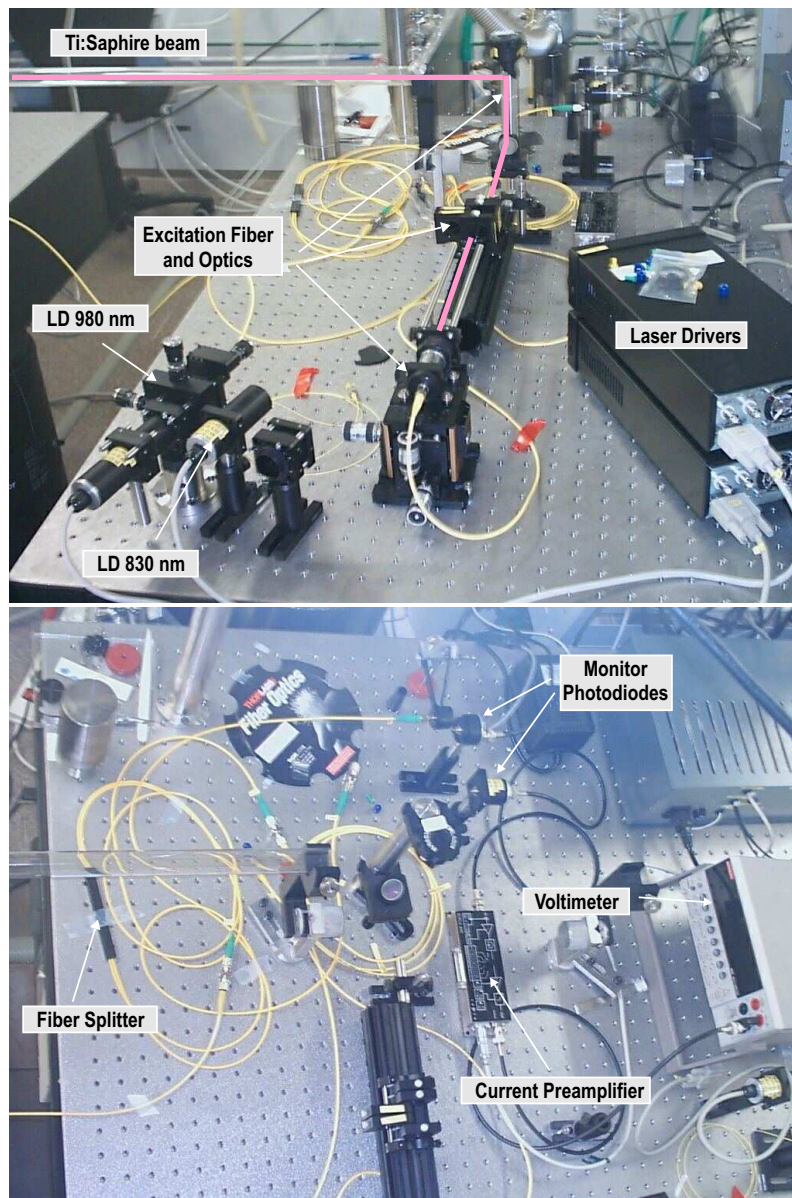 Ti:Saphire beam
Excitation Fiber
and Optics
LD 980 nm
Laser Drivers
LD 830 nm
Monitor
Photodiodes
THORLABS
Fiber Optics
Voltimeter
Fiber Splitter
Current Preamplifier